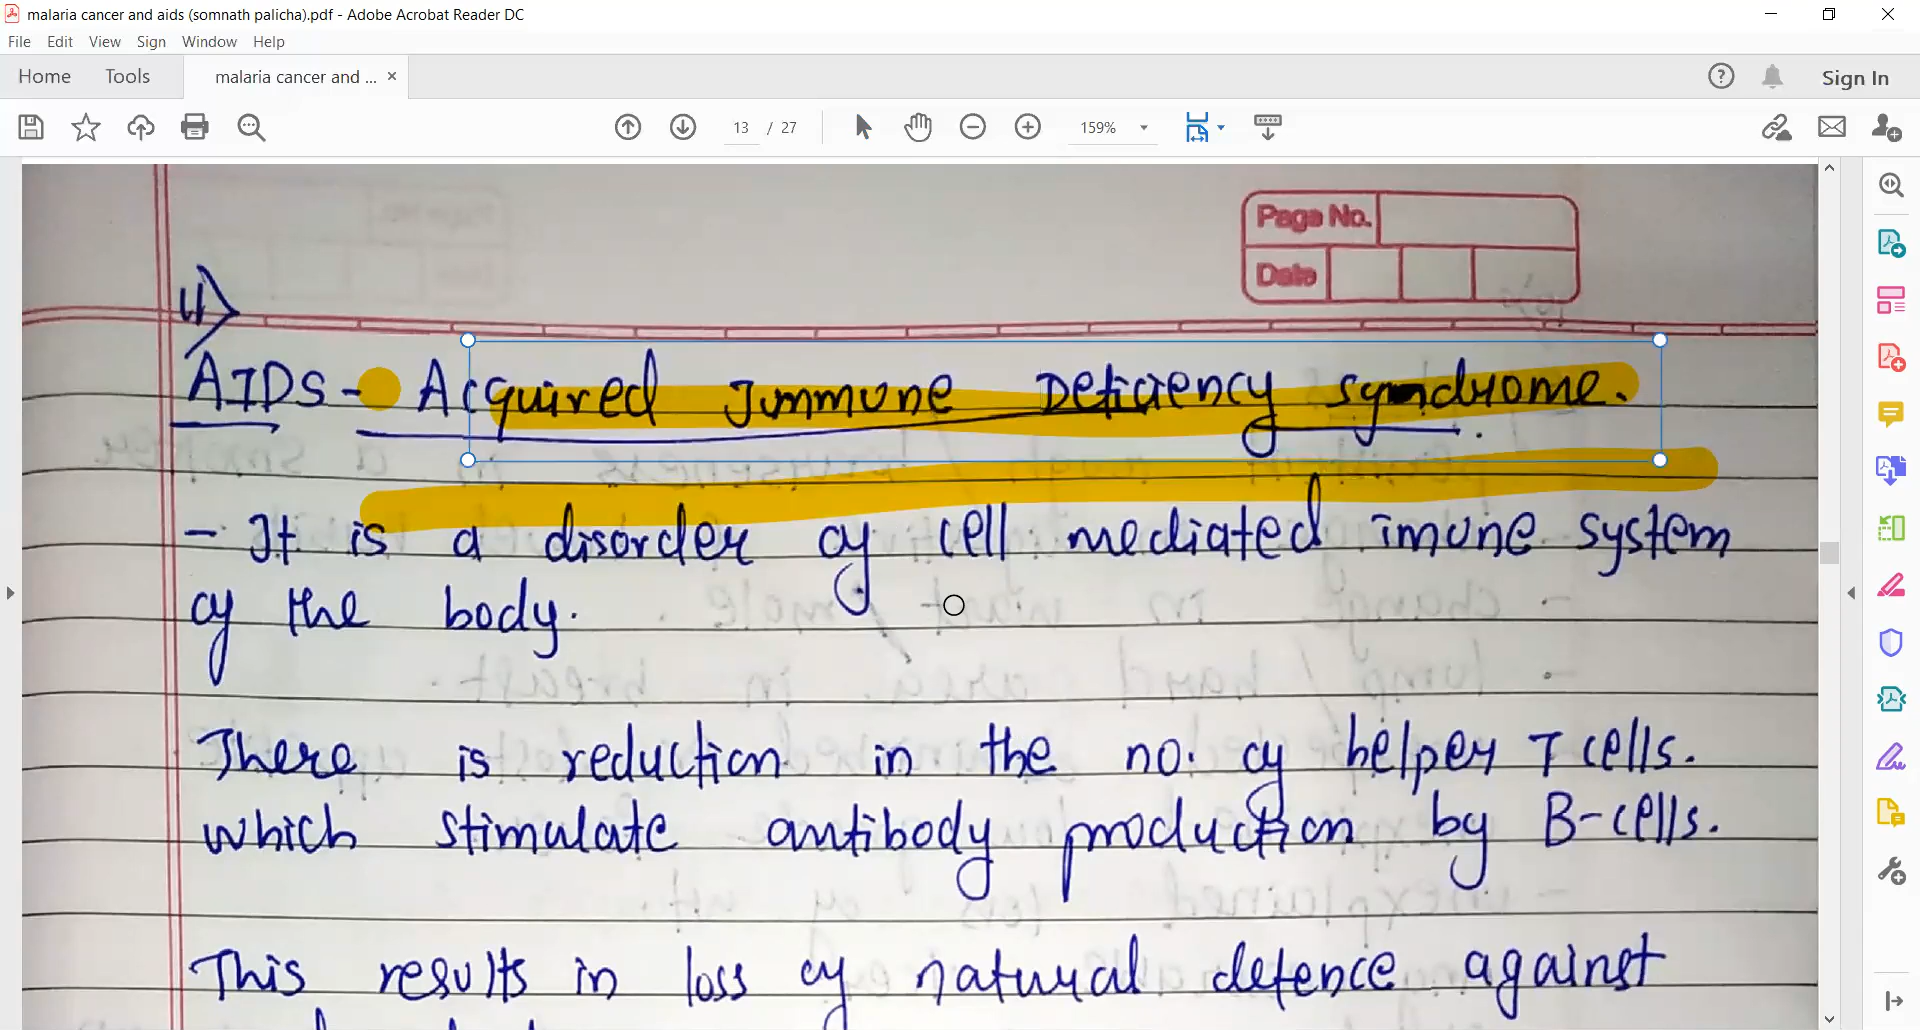 malaria cancer and aids (somnath palicha).pdf - Adobe Acrobat Reader DC
File Edit View Sign Window Help
Home Tools malaria cancer and ... × Sign In
13 / 27 159%
Page No.
Date
4>
AIDS - Acquired Immune Deficiency syndrome.
- It is a disorder of cell mediated imune system
of the body.
There is reduction in the no. of helper T cells.
which stimulate antibody production by B-cells.
This results in loss of natural defence against